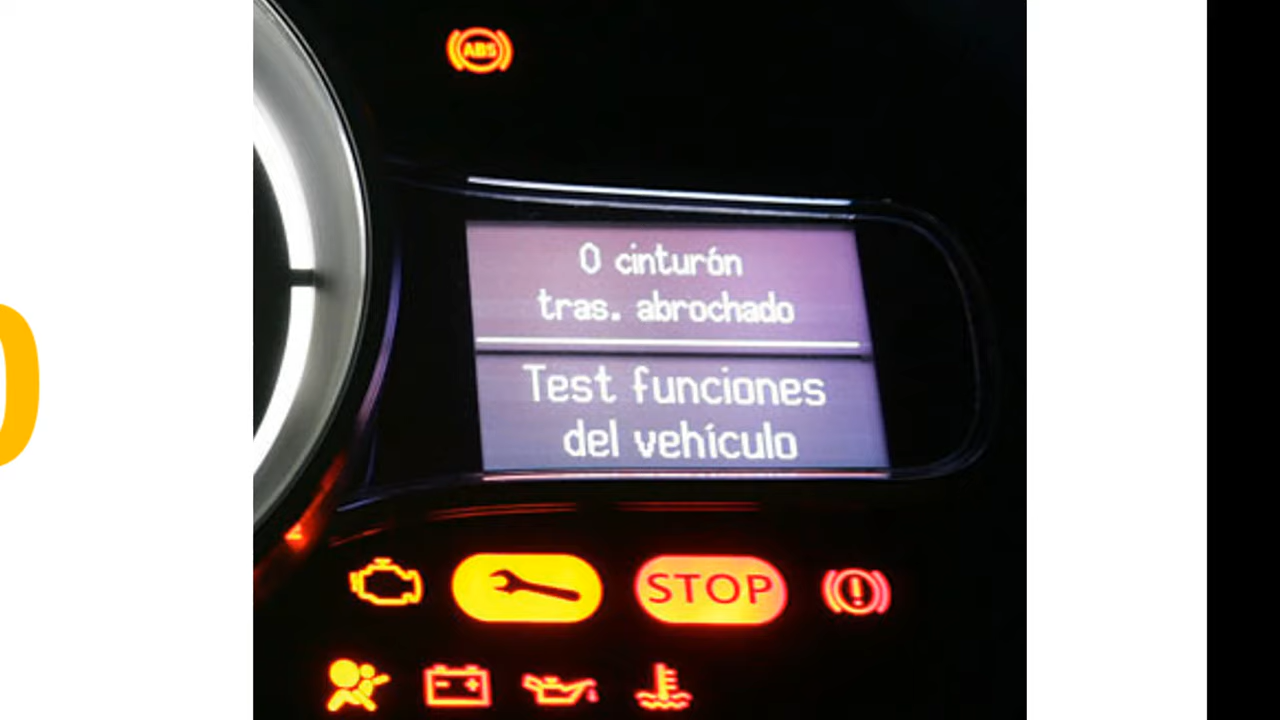 ABS
0 cinturón
tras. abrochado
Test funciones
del vehículo
STOP